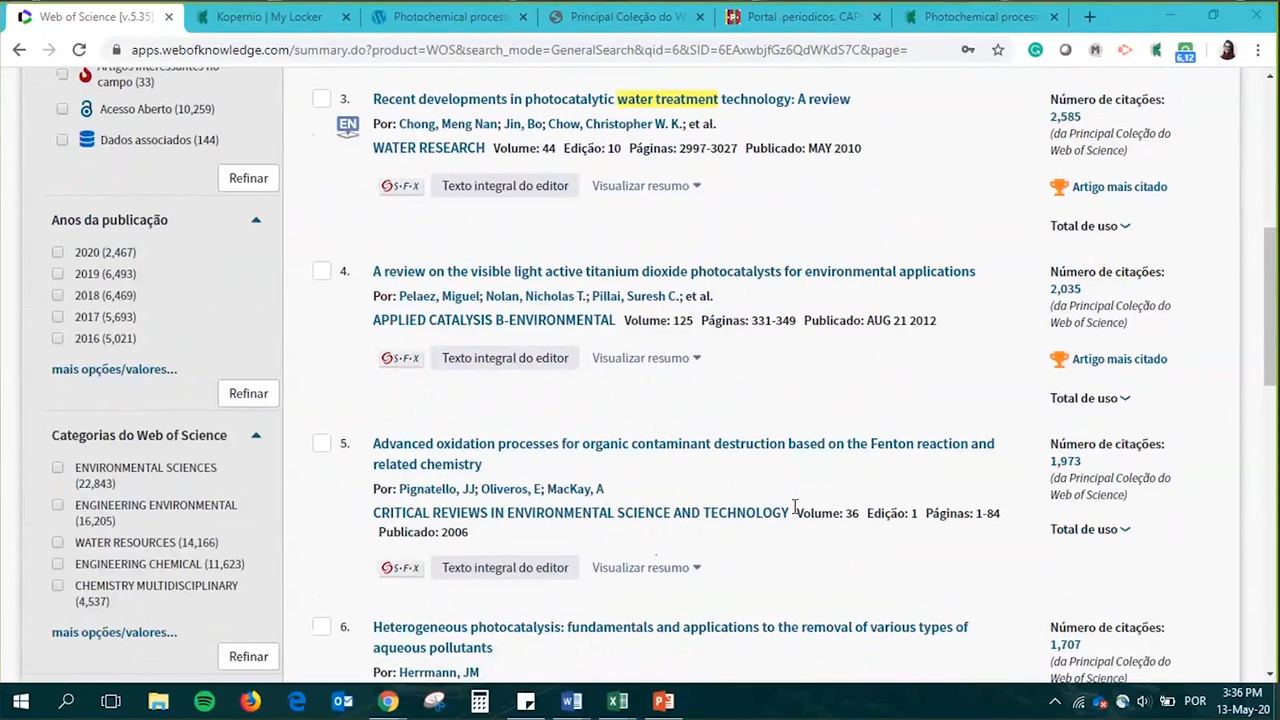 Web of Science [v.5.35]
Kopernio | My Locker
Photochemical process
Principal Coleção do W
Portal .periodicos. CAP
Photochemical process
apps.webofknowledge.com/summary.do?product=WOS&search_mode=GeneralSearch&qid=6&SID=6EAxwbjfGz6QdWKdS7C&page=
6.12
Artigos interessantes no
campo (33)
Acesso Aberto (10,259)
Dados associados (144)
Refinar
Anos da publicação
2020 (2,467)
2019 (6,493)
2018 (6,469)
2017 (5,693)
2016 (5,021)
mais opções/valores...
Refinar
Categorias do Web of Science
ENVIRONMENTAL SCIENCES
(22,843)
ENGINEERING ENVIRONMENTAL
(16,205)
WATER RESOURCES (14,166)
ENGINEERING CHEMICAL (11,623)
CHEMISTRY MULTIDISCIPLINARY
(4,537)
mais opções/valores...
Refinar
3. Recent developments in photocatalytic water treatment technology: A review
EN
Por: Chong, Meng Nan; Jin, Bo; Chow, Christopher W. K.; et al.
WATER RESEARCH Volume: 44 Edição: 10 Páginas: 2997-3027 Publicado: MAY 2010
S·F·X Texto integral do editor Visualizar resumo
Número de citações:
2,585
(da Principal Coleção do
Web of Science)
Artigo mais citado
Total de uso
4. A review on the visible light active titanium dioxide photocatalysts for environmental applications
Por: Pelaez, Miguel; Nolan, Nicholas T.; Pillai, Suresh C.; et al.
APPLIED CATALYSIS B-ENVIRONMENTAL Volume: 125 Páginas: 331-349 Publicado: AUG 21 2012
S·F·X Texto integral do editor Visualizar resumo
Número de citações:
2,035
(da Principal Coleção do
Web of Science)
Artigo mais citado
Total de uso
5. Advanced oxidation processes for organic contaminant destruction based on the Fenton reaction and
related chemistry
Por: Pignatello, JJ; Oliveros, E; MacKay, A
CRITICAL REVIEWS IN ENVIRONMENTAL SCIENCE AND TECHNOLOGY Volume: 36 Edição: 1 Páginas: 1-84
Publicado: 2006
S·F·X Texto integral do editor Visualizar resumo
Número de citações:
1,973
(da Principal Coleção do
Web of Science)
Total de uso
6. Heterogeneous photocatalysis: fundamentals and applications to the removal of various types of
aqueous pollutants
Por: Herrmann, JM
Número de citações:
1,707
(da Principal Coleção do
Web of Science)
POR
3:36 PM
13-May-20